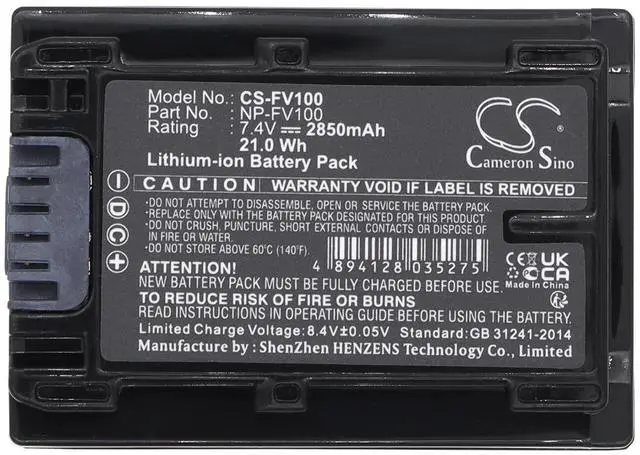 Model No.: CS-FV100
Part No. : NP-FV100
Rating : 7.4V ⎓ 2850mAh
21.0 Wh
Lithium-ion Battery Pack
CS
Cameron Sino
CAUTION WARRANTY VOID IF LABEL IS REMOVED
•DO NOT ATTEMPT TO DISASSEMBLE, OPEN OR SERVICE THE BATTERY.
•REPLACE ONLY WITH THE BATTERY DESIGNATED FOR THIS PRODUCT.
•DO NOT CRUSH, PUNCTURE, SHORT EXTERNAL CONTACTS OR DISPOSE OF
IN FIRE OR WATER.
•DO NOT STORE ABOVE 60°C (140°F)
− D C +
4 894128 035275
CE UK CA
Made in China
ATTENTION!
NEW BATTERY PACK MUST BE FULLY CHARGED BEFORE USE
TO REDUCE RISK OF FIRE OR BURNS
READ INSTRUCTIONS IN OPERATING GUIDE BEFORE USING THE BATTERY.
Limited Charge Voltage:8.4V±0.05V Standard:GB 31241-2014
Manufacturer : ShenZhen HENZENS Technology Co., Limited